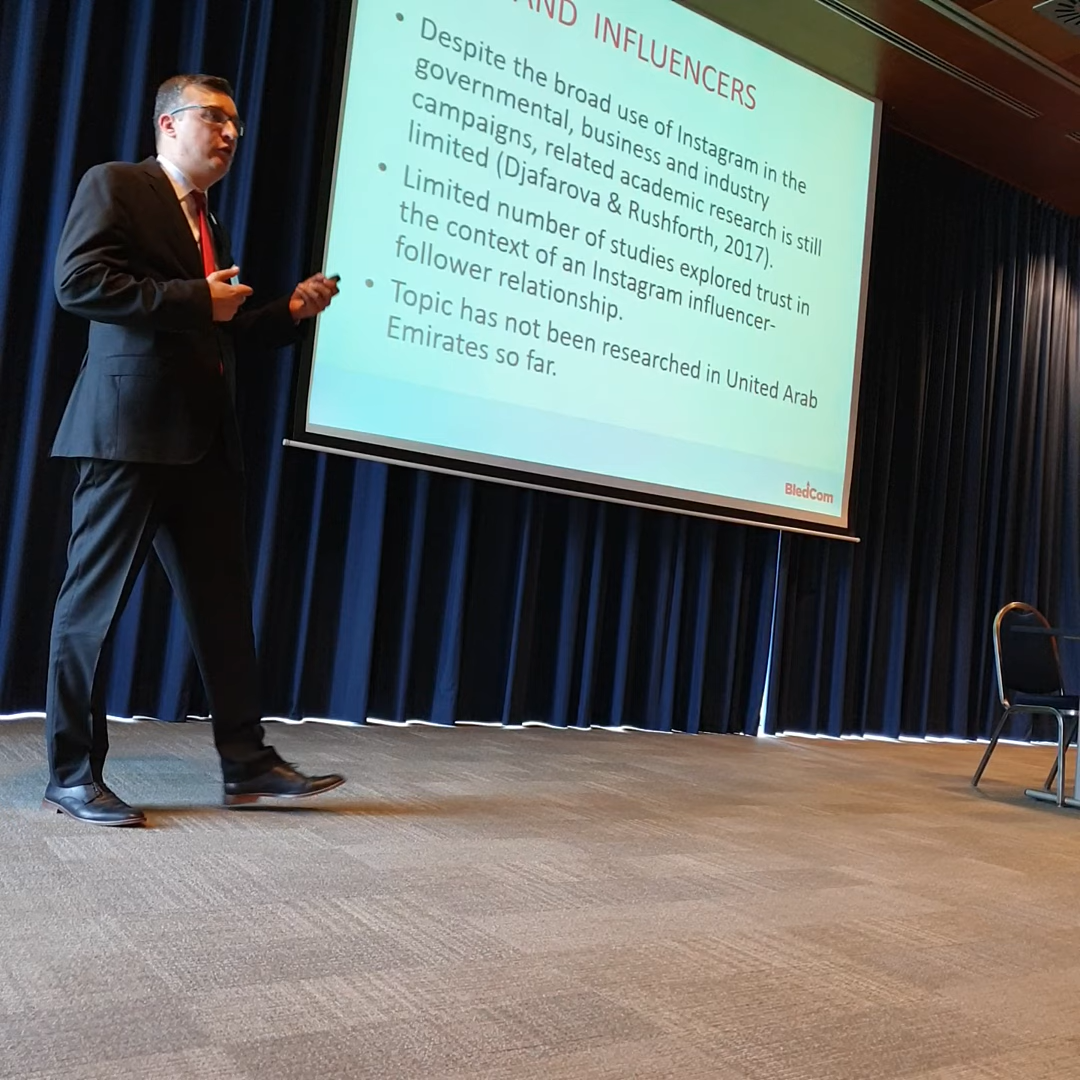 AND INFLUENCERS
• Despite the broad use of Instagram in the
governmental, business and industry
campaigns, related academic research is still
limited (Djafarova & Rushforth, 2017).
• Limited number of studies explored trust in
the context of an Instagram influencer-
follower relationship.
• Topic has not been researched in United Arab
Emirates so far.
BledCom